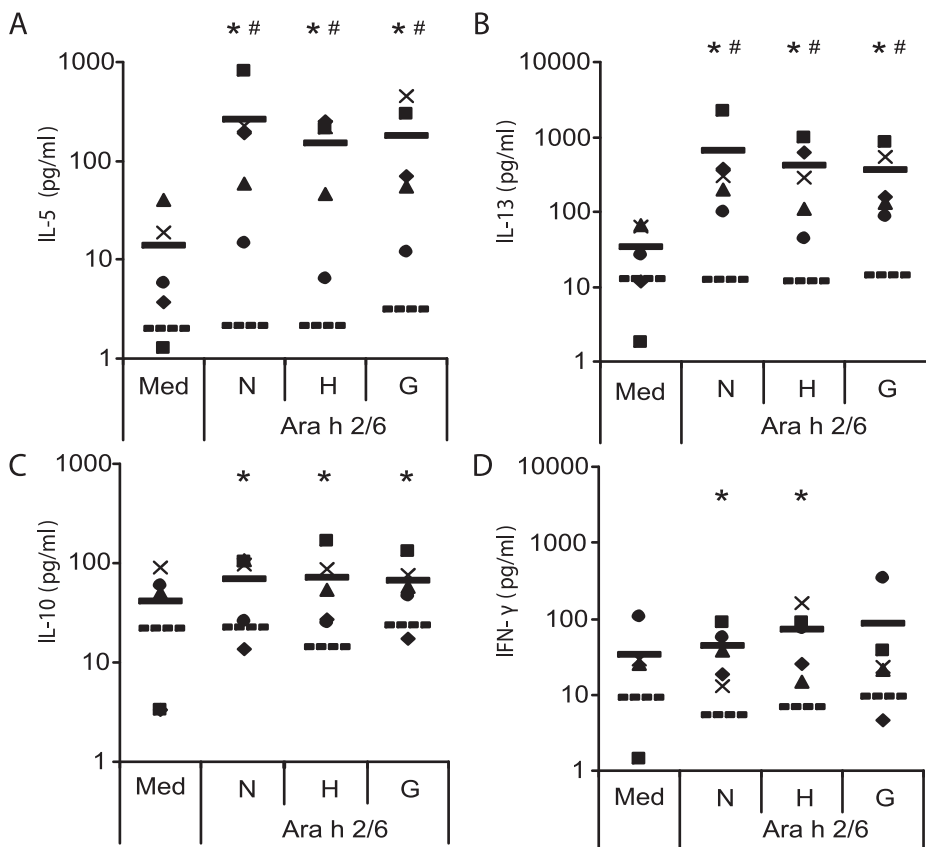 A
* # * # * #
1000
100
10
1
IL-5 (pg/ml)
Med N H G
Ara h 2/6
B
* # * # * #
10000
1000
100
10
1
IL-13 (pg/ml)
Med N H G
Ara h 2/6
C
* * *
1000
100
10
1
IL-10 (pg/ml)
Med N H G
Ara h 2/6
D
* *
10000
1000
100
10
1
IFN- γ (pg/ml)
Med N H G
Ara h 2/6